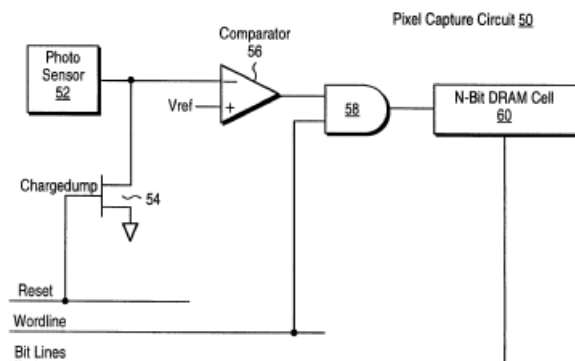 Pixel Capture Circuit 50
Photo
Sensor
52
Comparator
56
−
+
Vref
58
N-Bit DRAM Cell
60
Chargedump
54
Reset
Wordline
Bit Lines